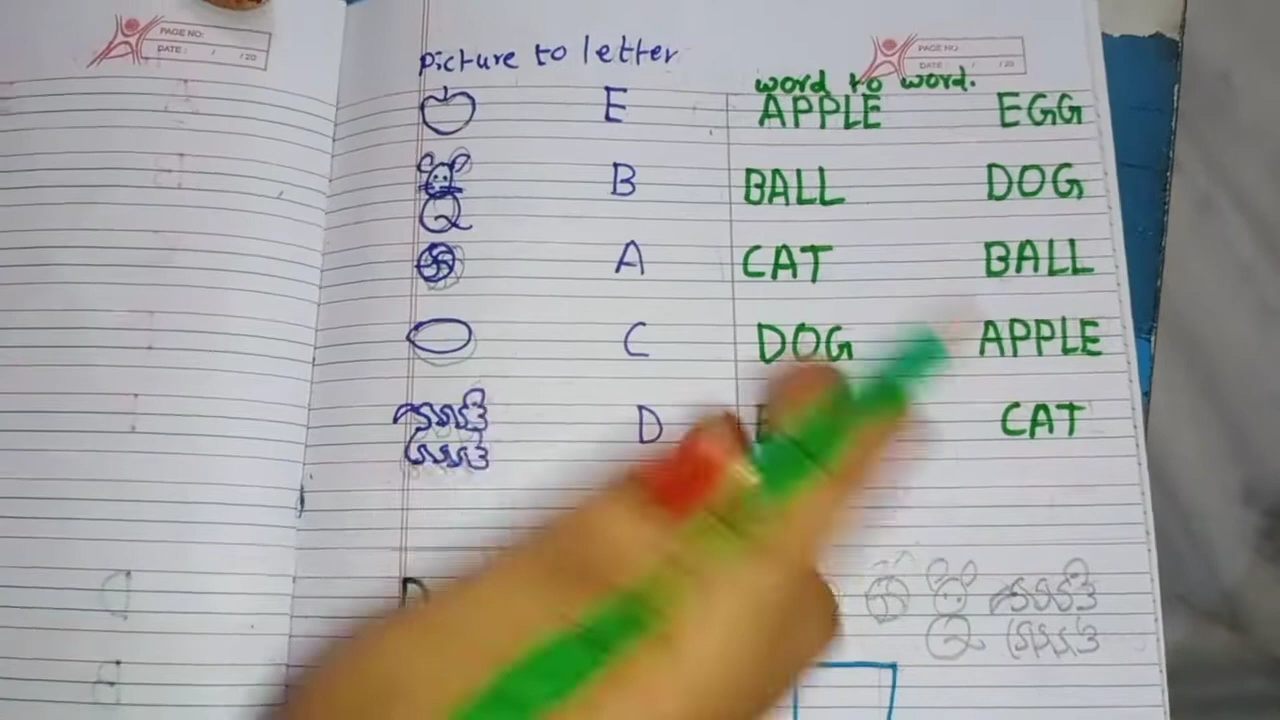 PAGE NO:
DATE: / / 20
PAGE NO
DATE: / / 20
picture to letter
word to word.
E APPLE EGG
B BALL DOG
A CAT BALL
C DOG APPLE
D E CAT
D